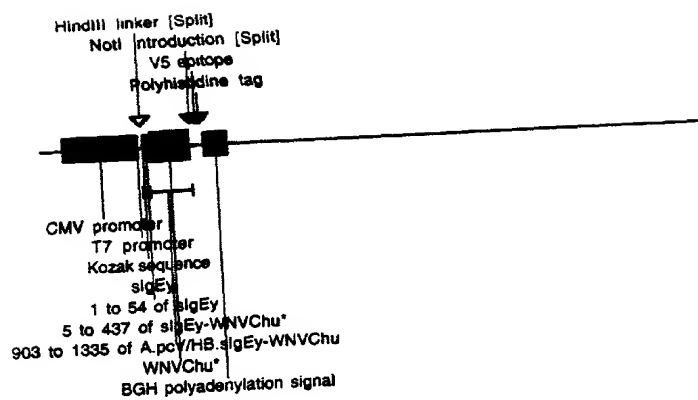 HindIII linker [Split]
NotI introduction [Split]
V5 epitope
Polyhistidine tag
CMV promoter
T7 promoter
Kozak sequence
sIgEy
1 to 54 of sIgEy
5 to 437 of sIgEy-WNVChu*
903 to 1335 of A.pcY/HB.sIgEy-WNVChu
WNVChu*
BGH polyadenylation signal